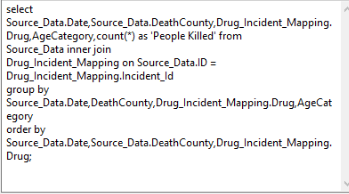 select
Source_Data.Date,Source_Data.DeathCounty,Drug_Incident_Mapping.
Drug,AgeCategory,count(*) as 'People Killed' from
Source_Data inner join
Drug_Incident_Mapping on Source_Data.ID =
Drug_Incident_Mapping.Incident_Id
group by
Source_Data.Date,DeathCounty,Drug_Incident_Mapping.Drug,AgeCat
egory
order by
Source_Data.Date,Source_Data.DeathCounty,Drug_Incident_Mapping.
Drug;